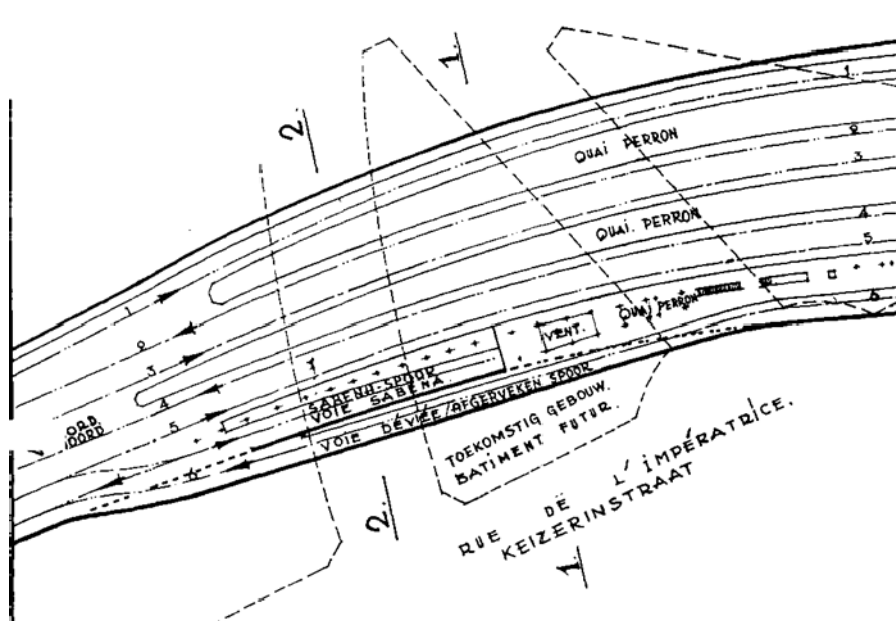 1.
2.
1
QUAI PERRON
2
3
QUAI. PERRON
4
5
1
2
3
4
5
6
QUAI PERRON
6
VENT.
SABENA-SPOOR
VOIE SABENA.
VOIE DÉVIÉE/AFGERVEKEN SPOOR
TOEKOMSTIG GEBOUW.
BATIMENT FUTUR.
RUE DE L'IMPÉRATRICE.
KEIZERINSTRAAT
2.
1.